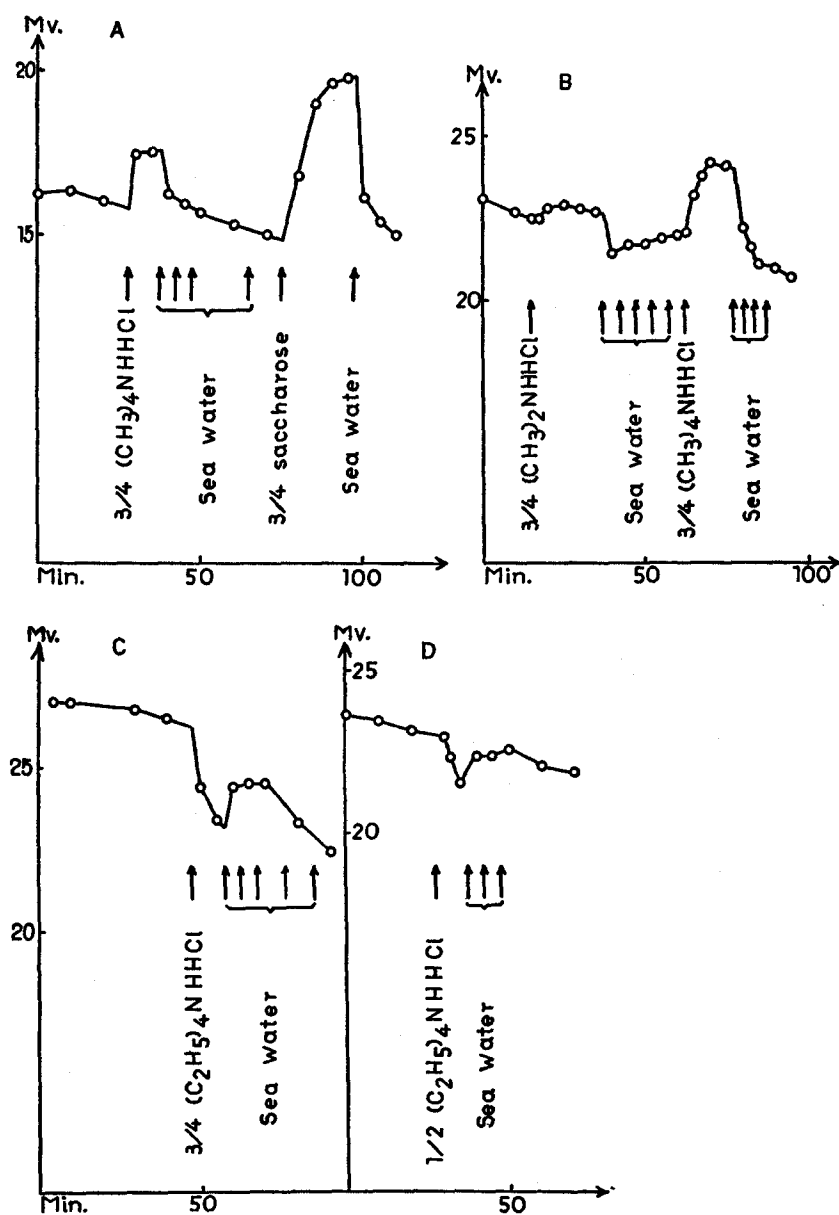 A
Mv.
20
15
3/4 (CH3)4NHHCl
Sea water
3/4 saccharose
Sea water
Min.
50
100
B
Mv.
25
20
3/4 (CH3)2NHHCl
Sea water
3/4 (CH3)4NHHCl
Sea water
Min.
50
100
C
Mv.
25
20
3/4 (C2H5)4NHHCl
Sea water
Min.
50
D
Mv.
25
20
1/2 (C2H5)4NHHCl
Sea water
50